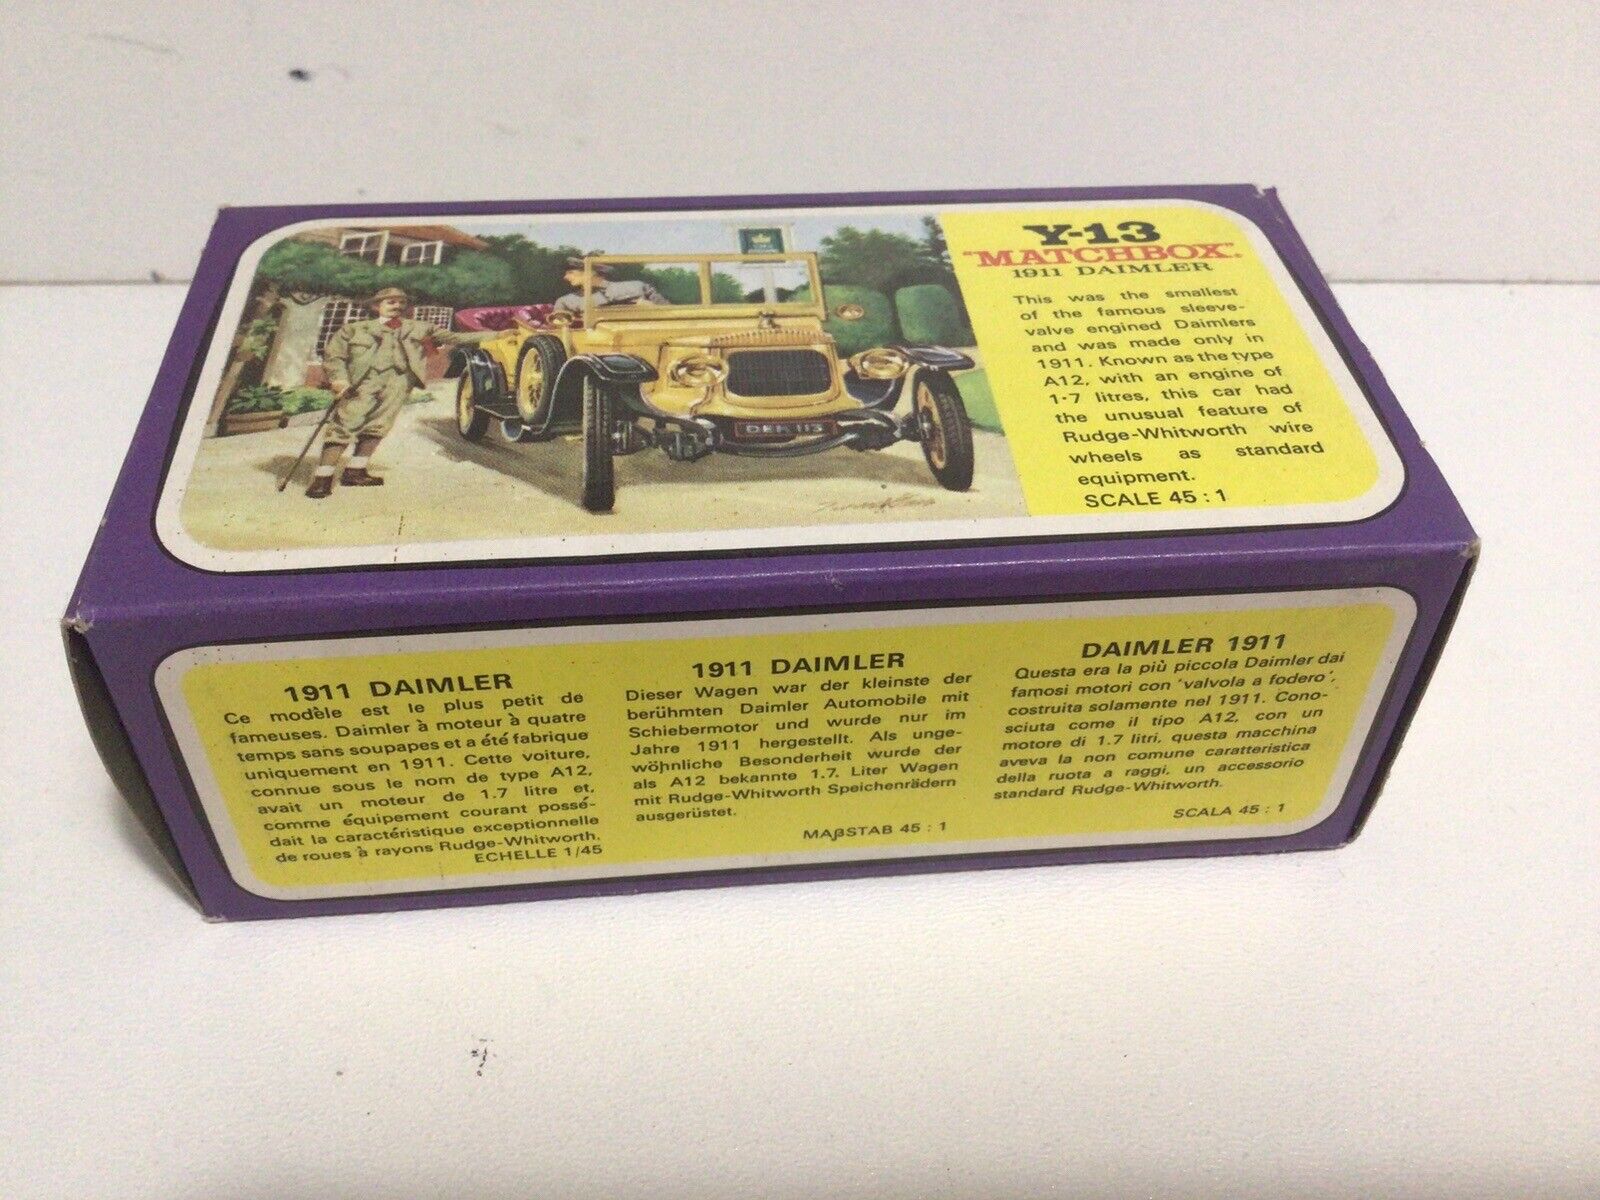 Y-13
"MATCHBOX"
1911 DAIMLER
This was the smallest
of the famous sleeve-
valve engined Daimlers
and was made only in
1911. Known as the type
A12, with an engine of
1·7 litres, this car had
the unusual feature of
Rudge-Whitworth wire
wheels as standard
equipment.
SCALE 45 : 1
DEK 113
1911 DAIMLER
Ce modèle est le plus petit de
fameuses. Daimler à moteur à quatre
temps sans soupapes et a été fabrique
uniquement en 1911. Cette voiture,
connue sous le nom de type A12,
avait un moteur de 1.7 litre et,
comme équipement courant possé-
dait la caractéristique exceptionnelle
de roues à rayons Rudge-Whitworth.
ECHELLE 1/45
1911 DAIMLER
Dieser Wagen war der kleinste der
berühmten Daimler Automobile mit
Schiebermotor und wurde nur im
Jahre 1911 hergestellt. Als unge-
wöhnliche Besonderheit wurde der
als A12 bekannte 1.7. Liter Wagen
mit Rudge-Whitworth Speichenrädern
ausgerüstet.
MAßSTAB 45 : 1
DAIMLER 1911
Questa era la più piccola Daimler dai
famosi motori con 'valvola a fodero',
costruita solamente nel 1911. Cono-
sciuta come il tipo A12, con un
motore di 1.7 litri, questa macchina
aveva la non comune caratteristica
della ruota a raggi, un accessorio
standard Rudge-Whitworth.
SCALA 45 : 1